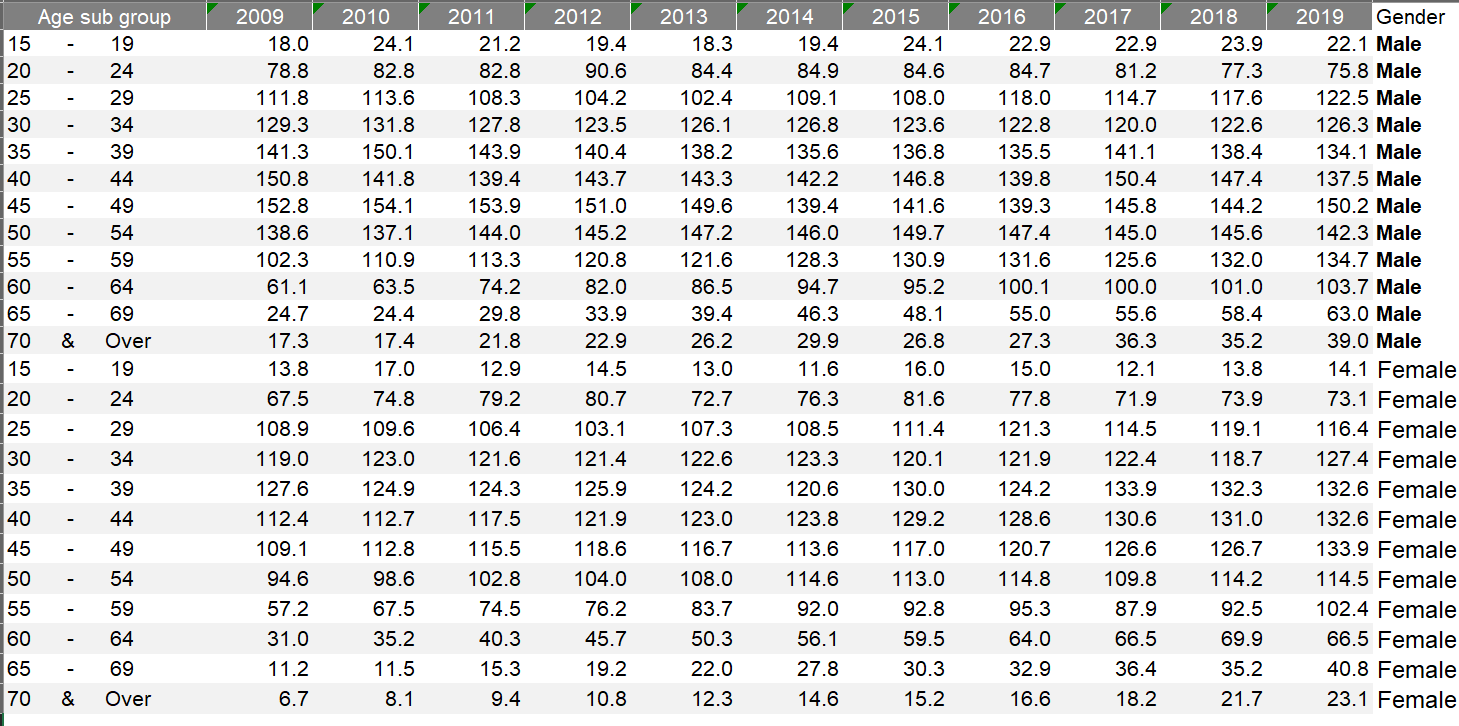 Age sub group 2009 2010 2011 2012 2013 2014 2015 2016 2017 2018 2019 Gender
15 - 19 18.0 24.1 21.2 19.4 18.3 19.4 24.1 22.9 22.9 23.9 22.1 Male
20 - 24 78.8 82.8 82.8 90.6 84.4 84.9 84.6 84.7 81.2 77.3 75.8 Male
25 - 29 111.8 113.6 108.3 104.2 102.4 109.1 108.0 118.0 114.7 117.6 122.5 Male
30 - 34 129.3 131.8 127.8 123.5 126.1 126.8 123.6 122.8 120.0 122.6 126.3 Male
35 - 39 141.3 150.1 143.9 140.4 138.2 135.6 136.8 135.5 141.1 138.4 134.1 Male
40 - 44 150.8 141.8 139.4 143.7 143.3 142.2 146.8 139.8 150.4 147.4 137.5 Male
45 - 49 152.8 154.1 153.9 151.0 149.6 139.4 141.6 139.3 145.8 144.2 150.2 Male
50 - 54 138.6 137.1 144.0 145.2 147.2 146.0 149.7 147.4 145.0 145.6 142.3 Male
55 - 59 102.3 110.9 113.3 120.8 121.6 128.3 130.9 131.6 125.6 132.0 134.7 Male
60 - 64 61.1 63.5 74.2 82.0 86.5 94.7 95.2 100.1 100.0 101.0 103.7 Male
65 - 69 24.7 24.4 29.8 33.9 39.4 46.3 48.1 55.0 55.6 58.4 63.0 Male
70 & Over 17.3 17.4 21.8 22.9 26.2 29.9 26.8 27.3 36.3 35.2 39.0 Male
15 - 19 13.8 17.0 12.9 14.5 13.0 11.6 16.0 15.0 12.1 13.8 14.1 Female
20 - 24 67.5 74.8 79.2 80.7 72.7 76.3 81.6 77.8 71.9 73.9 73.1 Female
25 - 29 108.9 109.6 106.4 103.1 107.3 108.5 111.4 121.3 114.5 119.1 116.4 Female
30 - 34 119.0 123.0 121.6 121.4 122.6 123.3 120.1 121.9 122.4 118.7 127.4 Female
35 - 39 127.6 124.9 124.3 125.9 124.2 120.6 130.0 124.2 133.9 132.3 132.6 Female
40 - 44 112.4 112.7 117.5 121.9 123.0 123.8 129.2 128.6 130.6 131.0 132.6 Female
45 - 49 109.1 112.8 115.5 118.6 116.7 113.6 117.0 120.7 126.6 126.7 133.9 Female
50 - 54 94.6 98.6 102.8 104.0 108.0 114.6 113.0 114.8 109.8 114.2 114.5 Female
55 - 59 57.2 67.5 74.5 76.2 83.7 92.0 92.8 95.3 87.9 92.5 102.4 Female
60 - 64 31.0 35.2 40.3 45.7 50.3 56.1 59.5 64.0 66.5 69.9 66.5 Female
65 - 69 11.2 11.5 15.3 19.2 22.0 27.8 30.3 32.9 36.4 35.2 40.8 Female
70 & Over 6.7 8.1 9.4 10.8 12.3 14.6 15.2 16.6 18.2 21.7 23.1 Female